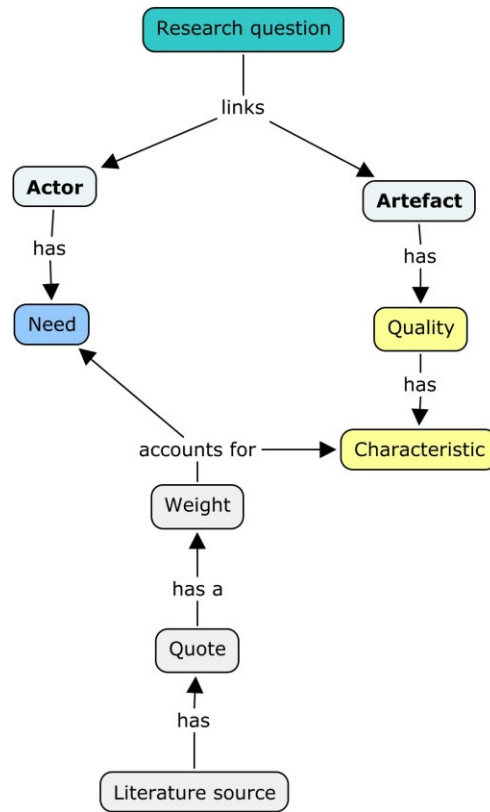 Research question
links
Actor
Artefact
has
has
Need
Quality
has
accounts for
Characteristic
Weight
has a
Quote
has
Literature source